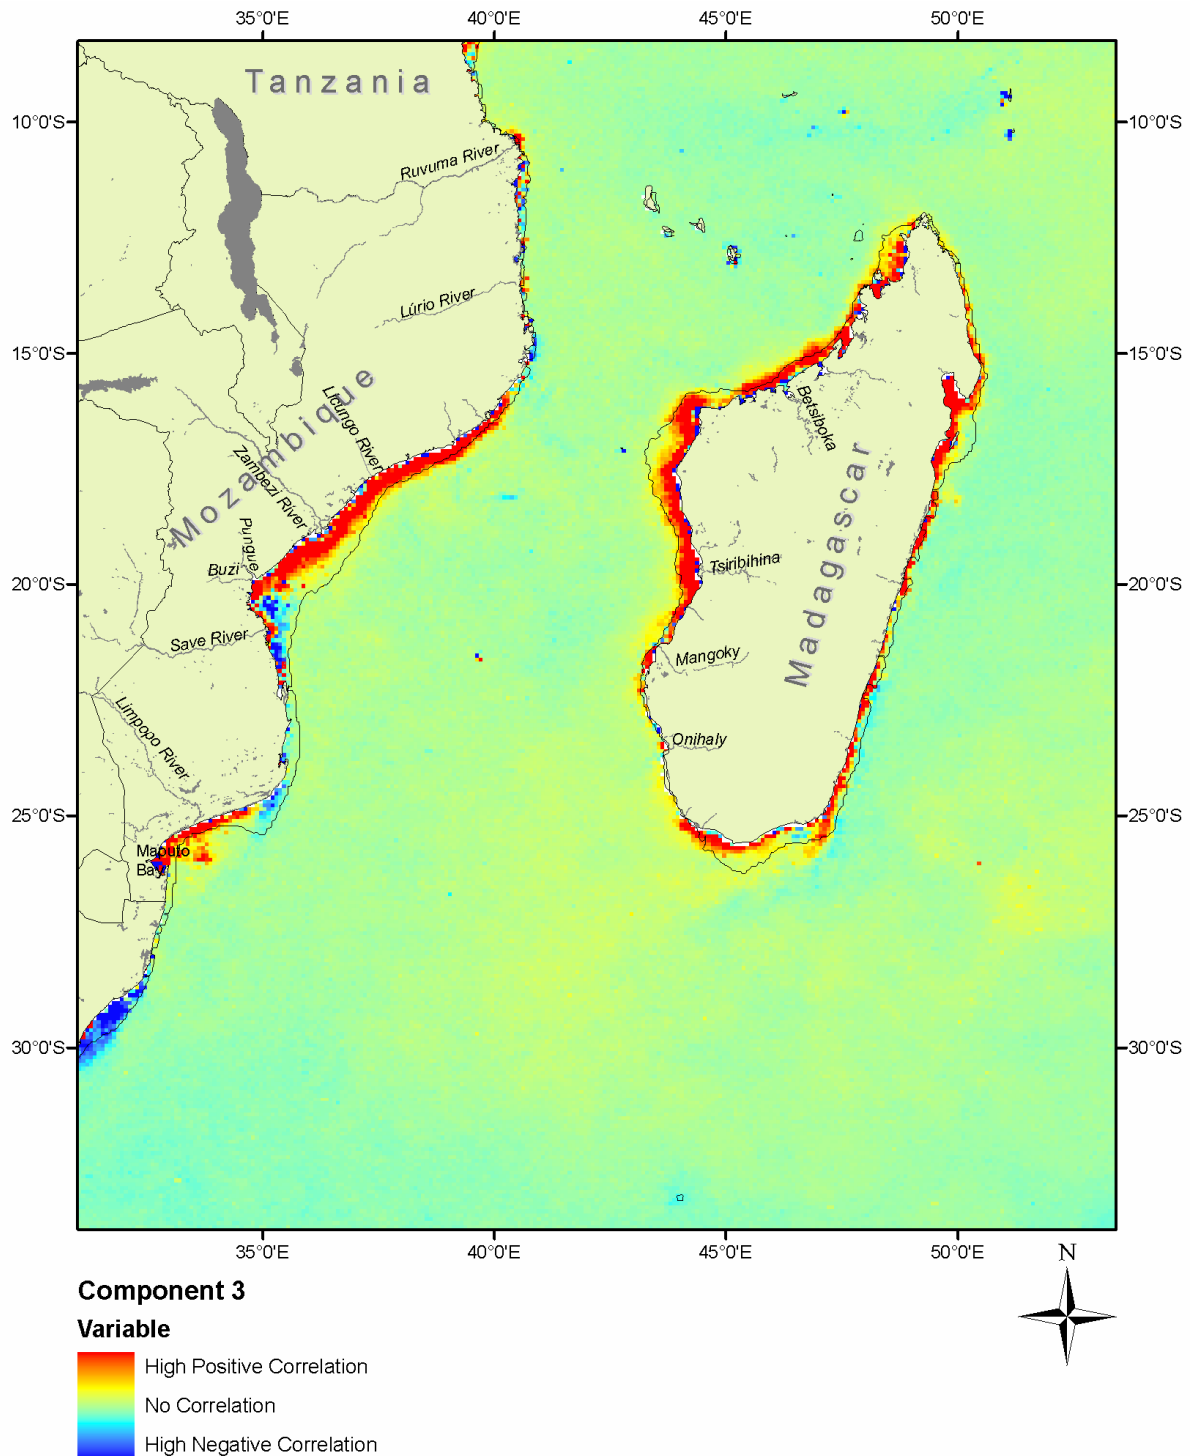 35°0'E 40°0'E 45°0'E 50°0'E
Tanzania
10°0'S 10°0'S
Ruvuma River
Lúrio River
15°0'S 15°0'S
Mozambique
Licungo River
Betsiboka
Zambezi River
Madagascar
Pungue
Buzi
Tsiribihina
20°0'S 20°0'S
Save River
Mangoky
Limpopo River
Onihaly
25°0'S 25°0'S
Maputo
Bay
30°0'S 30°0'S
35°0'E 40°0'E 45°0'E 50°0'E
N
Component 3
Variable
High Positive Correlation
No Correlation
High Negative Correlation